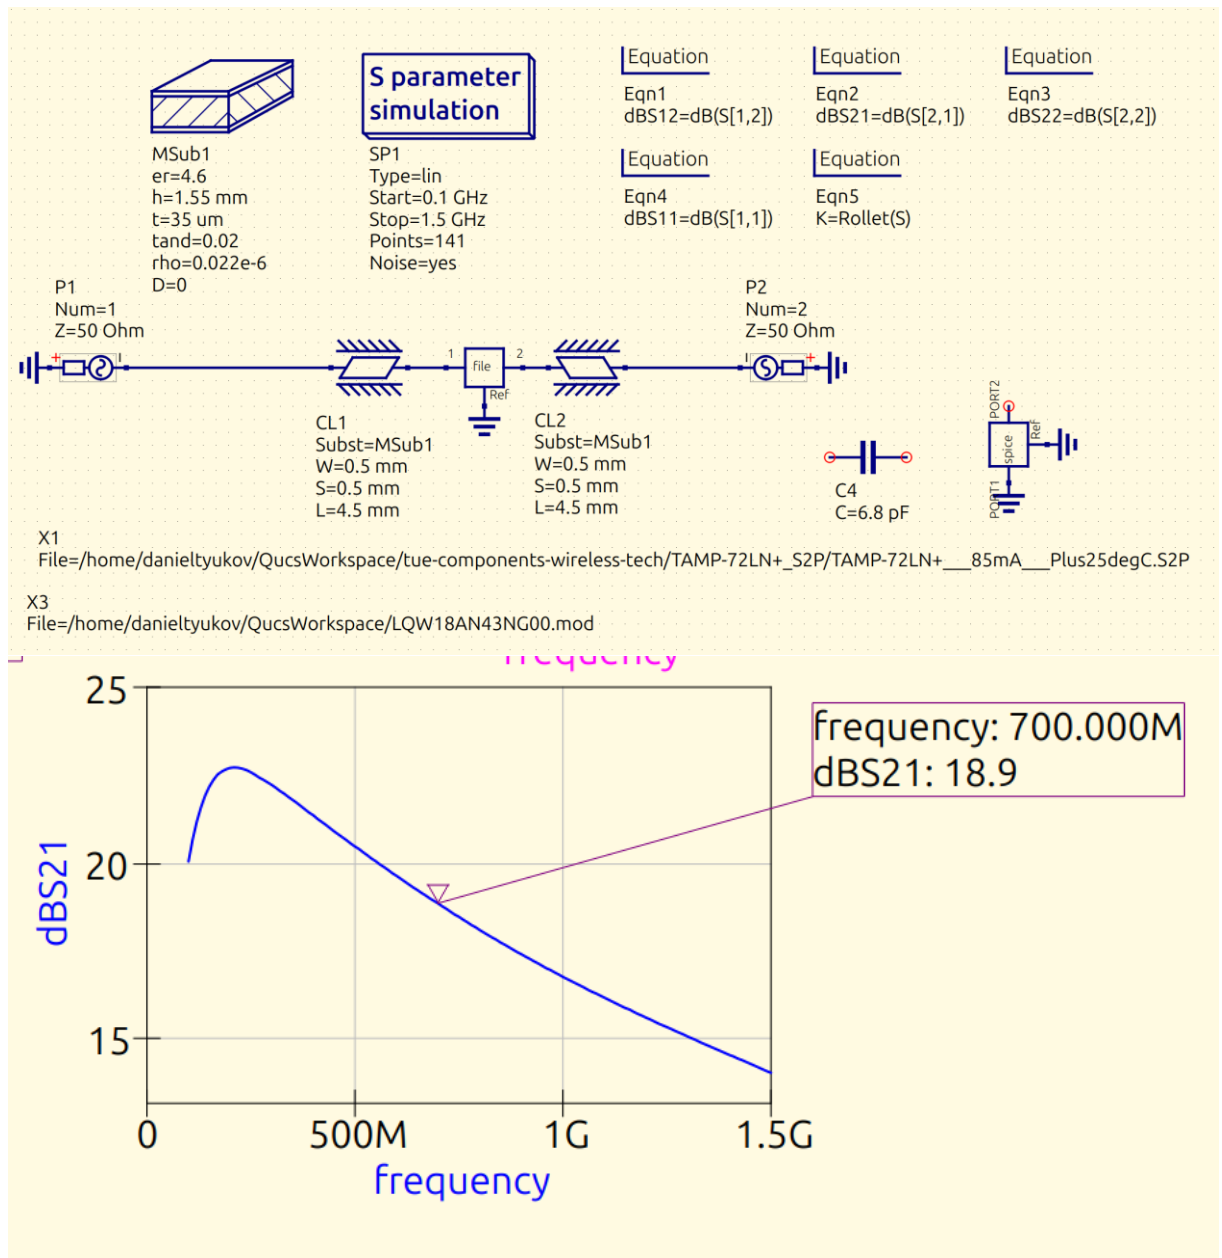 Equation
Eqn1
dBS12=dB(S[1,2])
Equation
Eqn2
dBS21=dB(S[2,1])
Equation
Eqn3
dBS22=dB(S[2,2])
S parameter
simulation
MSub1
er=4.6
h=1.55 mm
t=35 um
tand=0.02
rho=0.022e-6
D=0
SP1
Type=lin
Start=0.1 GHz
Stop=1.5 GHz
Points=141
Noise=yes
Equation
Eqn4
dBS11=dB(S[1,1])
Equation
Eqn5
K=Rollet(S)
P1
Num=1
Z=50 Ohm
P2
Num=2
Z=50 Ohm
1
file
2
Ref
CL1
Subst=MSub1
W=0.5 mm
S=0.5 mm
L=4.5 mm
CL2
Subst=MSub1
W=0.5 mm
S=0.5 mm
L=4.5 mm
C4
C=6.8 pF
PORT2
Ref
spice
PORT1
X1
File=/home/danieltyukov/QucsWorkspace/tue-components-wireless-tech/TAMP-72LN+_S2P/TAMP-72LN+___85mA___Plus25degC.S2P
X3
File=/home/danieltyukov/QucsWorkspace/LQW18AN43NG00.mod
frequency
25
20
15
dBS21
frequency: 700.000M
dBS21: 18.9
0
500M
1G
1.5G
frequency